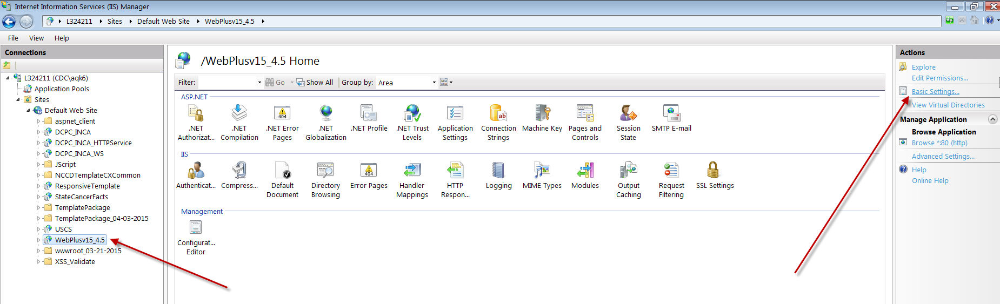 Internet Information Services (IIS) Manager
L324211 Sites Default Web Site WebPlusv15_4.5
File View Help
Connections
L324211 (CDC\aqk6)
Application Pools
Sites
Default Web Site
aspnet_client
DCPC_INCA
DCPC_INCA_HTTPService
DCPC_INCA_WS
JScript
NCCDTemplateCXCommon
ResponsiveTemplate
StateCancerFacts
TemplatePackage
TemplatePackage_04-03-2015
USCS
WebPlusv15_4.5
wwwroot_03-21-2015
XSS_Validate
/WebPlusv15_4.5 Home
Filter: Go Show All Group by: Area
ASP.NET
.NET Authorizat...
.NET Compilation
.NET Error Pages
.NET Globalization
.NET Profile
.NET Trust Levels
Application Settings
Connection Strings
Machine Key
Pages and Controls
Session State
SMTP E-mail
IIS
Authenticat...
Compress...
Default Document
Directory Browsing
Error Pages
Handler Mappings
HTTP Respon...
Logging
MIME Types
Modules
Output Caching
Request Filtering
SSL Settings
Management
Configurat... Editor
Actions
Explore
Edit Permissions...
Basic Settings...
View Virtual Directories
Manage Application
Browse Application
Browse *:80 (http)
Advanced Settings...
Help
Online Help